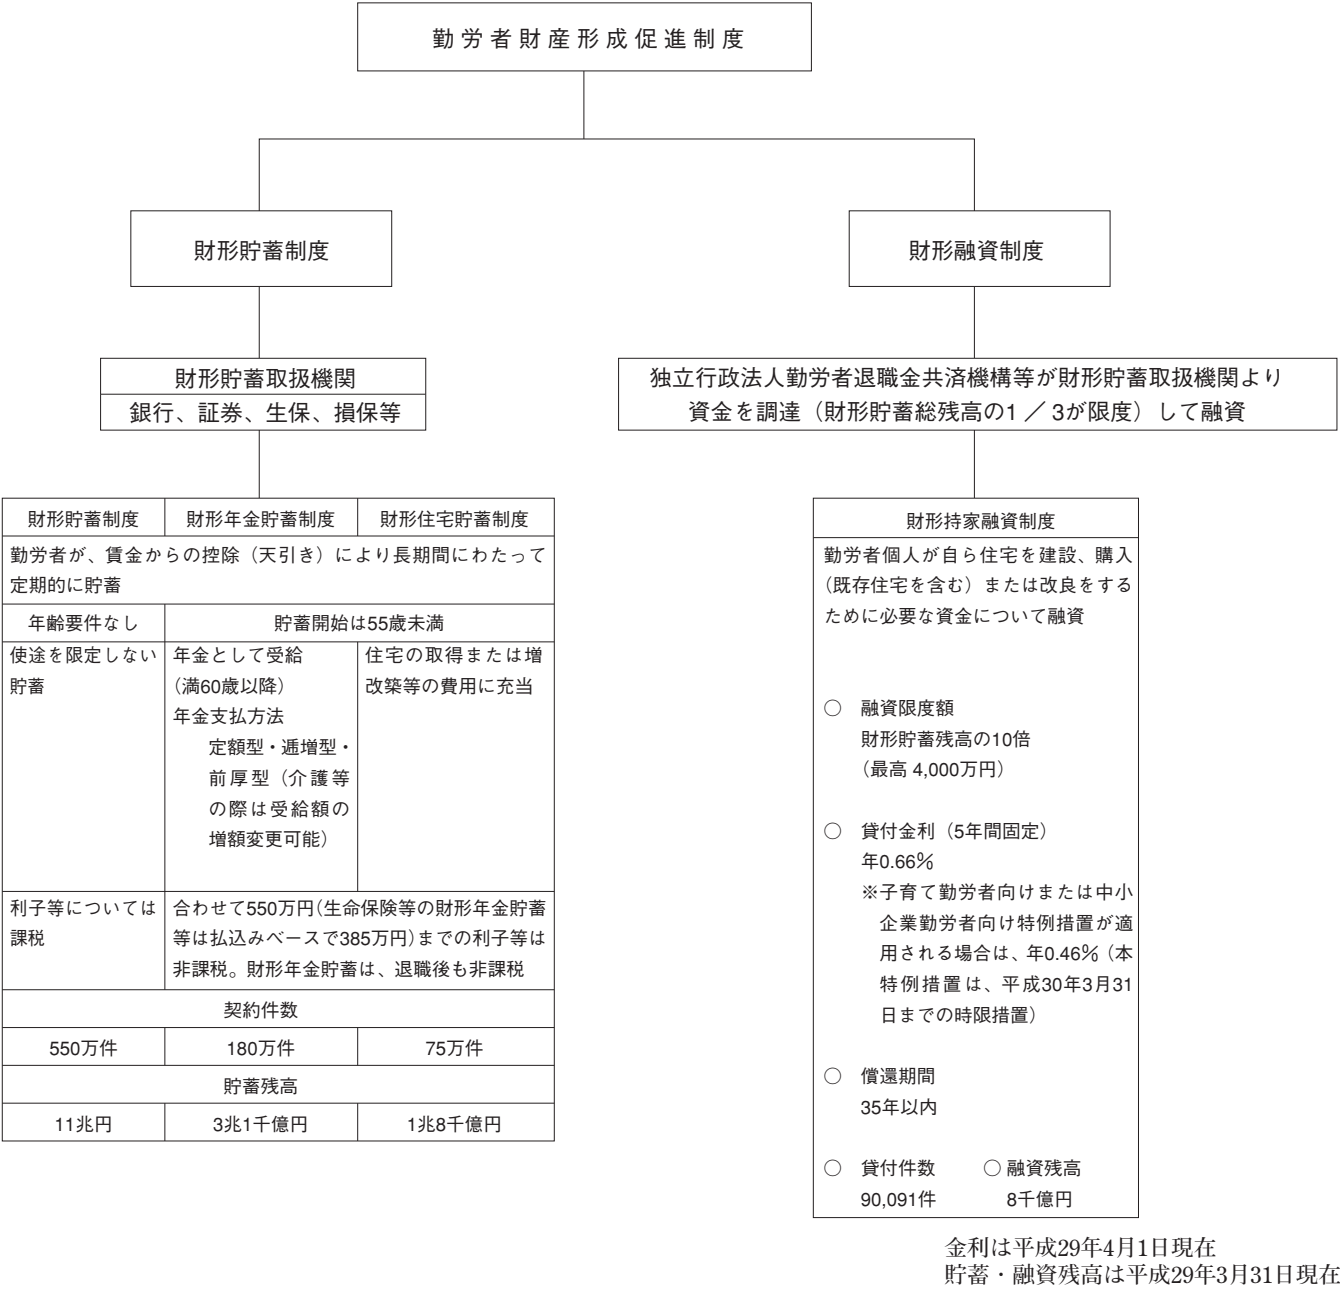 勤労者財産形成促進制度
財形貯蓄制度
財形融資制度
財形貯蓄取扱機関
銀行、証券、生保、損保等
独立行政法人勤労者退職金共済機構等が財形貯蓄取扱機関より
資金を調達（財形貯蓄総残高の1／3が限度）して融資
財形貯蓄制度
財形年金貯蓄制度
財形住宅貯蓄制度
勤労者が、賃金からの控除（天引き）により長期間にわたって
定期的に貯蓄
年齢要件なし
貯蓄開始は55歳未満
使途を限定しない
貯蓄
年金として受給
（満60歳以降）
年金支払方法
定額型・逓増型・
前厚型（介護等
の際は受給額の
増額変更可能）
住宅の取得または増
改築等の費用に充当
利子等については
課税
合わせて550万円（生命保険等の財形年金貯蓄
等は払込みベースで385万円）までの利子等は
非課税。財形年金貯蓄は、退職後も非課税
契約件数
550万件
180万件
75万件
貯蓄残高
11兆円
3兆1千億円
1兆8千億円
財形持家融資制度
勤労者個人が自ら住宅を建設、購入
（既存住宅を含む）または改良をする
ために必要な資金について融資
○ 融資限度額
財形貯蓄残高の10倍
（最高 4,000万円）
○ 貸付金利（5年間固定）
年0.66％
※子育て勤労者向けまたは中小
企業勤労者向け特例措置が適
用される場合は、年0.46％（本
特例措置は、平成30年3月31
日までの時限措置）
○ 償還期間
35年以内
○ 貸付件数 ○ 融資残高
90,091件 8千億円
金利は平成29年4月1日現在
貯蓄・融資残高は平成29年3月31日現在